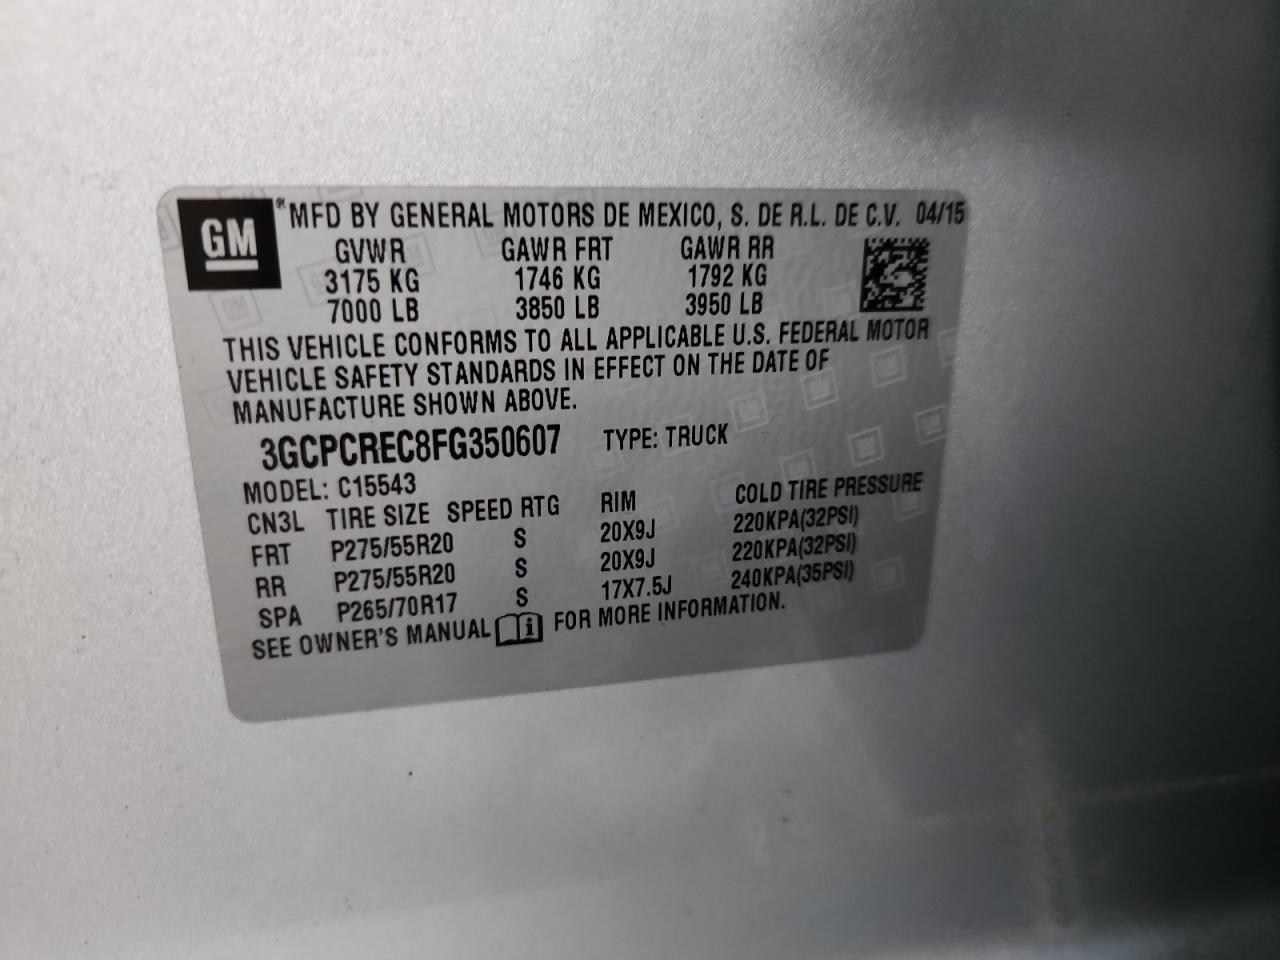 GM ® MFD BY GENERAL MOTORS DE MEXICO, S. DE R.L. DE C.V. 04/15
GVWR GAWR FRT GAWR RR
3175 KG 1746 KG 1792 KG
7000 LB 3850 LB 3950 LB
THIS VEHICLE CONFORMS TO ALL APPLICABLE U.S. FEDERAL MOTOR
VEHICLE SAFETY STANDARDS IN EFFECT ON THE DATE OF
MANUFACTURE SHOWN ABOVE.
3GCPCREC8FG350607 TYPE: TRUCK
MODEL: C15543
CN3L TIRE SIZE SPEED RTG RIM COLD TIRE PRESSURE
FRT P275/55R20 S 20X9J 220KPA(32PSI)
RR P275/55R20 S 20X9J 220KPA(32PSI)
SPA P265/70R17 S 17X7.5J 240KPA(35PSI)
SEE OWNER'S MANUAL i FOR MORE INFORMATION.